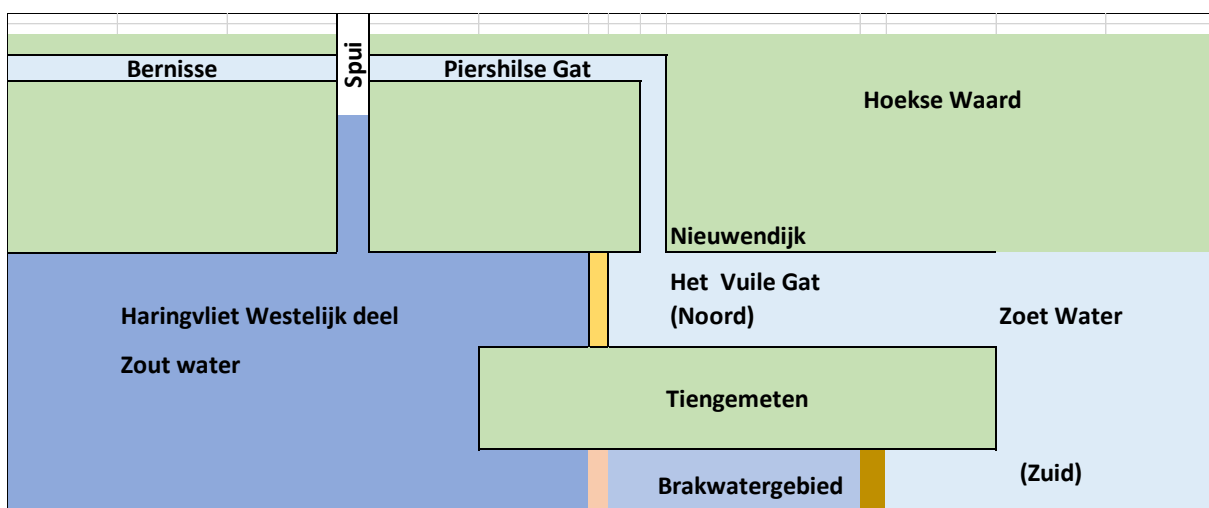 Bernisse
Spui
Piershilse Gat
Hoekse Waard
Nieuwendijk
Het Vuile Gat
(Noord)
Haringvliet Westelijk deel
Zoet Water
Zout water
Tiengemeten
(Zuid)
Brakwatergebied